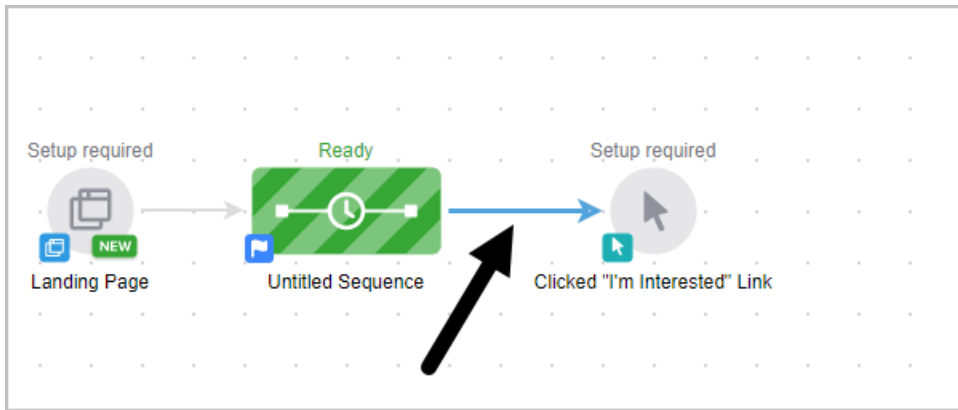 Setup required
Ready
Setup required
NEW
Landing Page
Untitled Sequence
Clicked "I'm Interested" Link